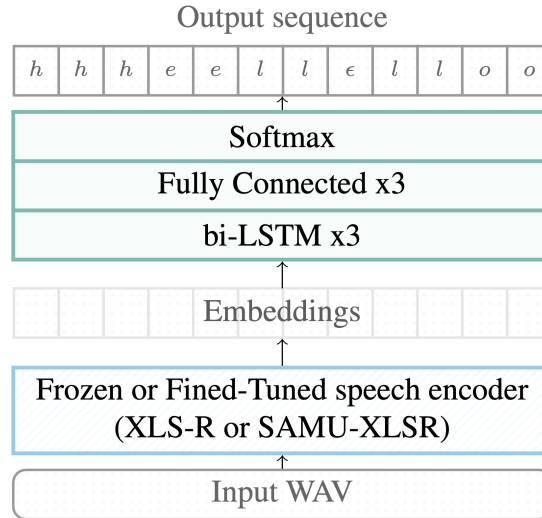 Output sequence
h h h e e l l ϵ l l o o
Softmax
Fully Connected x3
bi-LSTM x3
Embeddings
Frozen or Fined-Tuned speech encoder
(XLS-R or SAMU-XLSR)
Input WAV